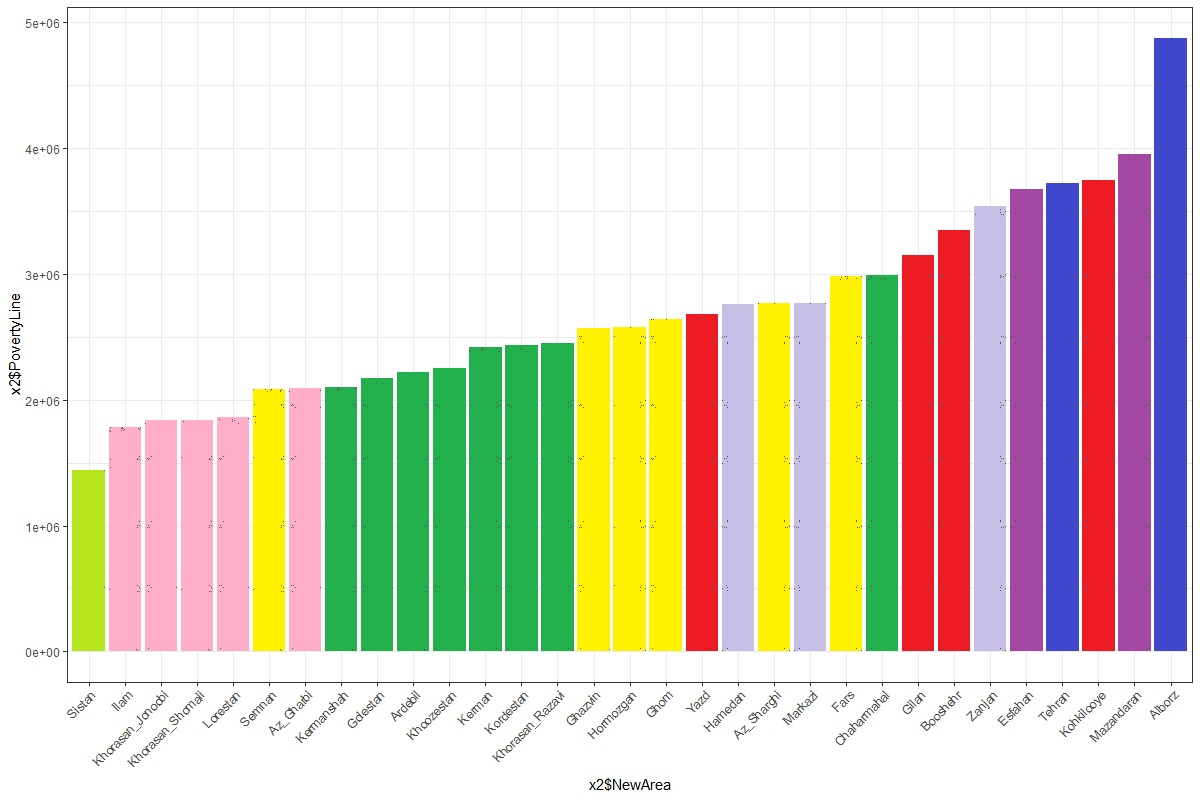 5e+06
4e+06
3e+06
2e+06
1e+06
0e+00
x2$PovertyLine
Sistan
Ilam
Khorasan_Jonoobi
Khorasan_Shomali
Lorestan
Semnan
Az_Gharbi
Kermanshah
Golestan
Ardebil
Khoozestan
Kerman
Kordestan
Khorasan_Razavi
Ghazvin
Hormozgan
Ghom
Yazd
Hamedan
Az_Sharghi
Markazi
Fars
Chaharmahal
Gilan
Booshehr
Zanjan
Esfahan
Tehran
Kohkilooye
Mazandaran
Alborz
x2$NewArea